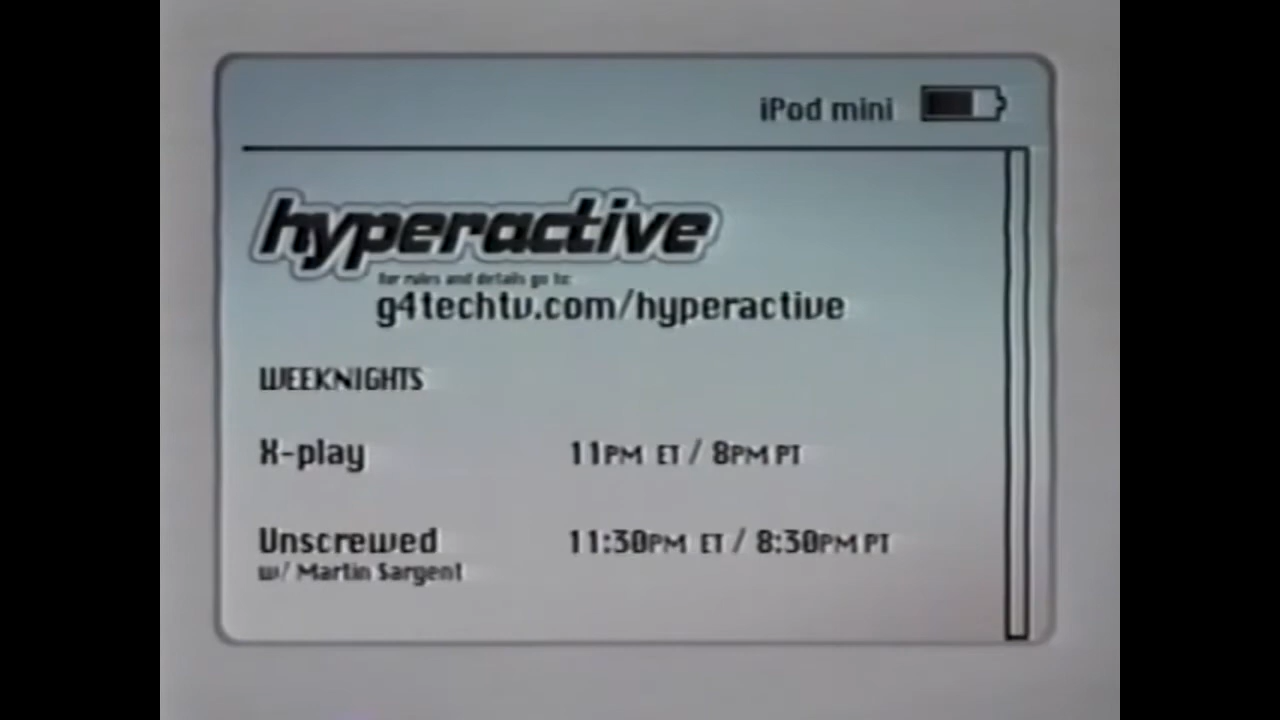 iPod mini
hyperactive
for rules and details go to:
g4techtv.com/hyperactive
WEEKNIGHTS
X-play 11PM ET / 8PM PT
Unscrewed 11:30PM ET / 8:30PM PT
w/ Martin Sargent